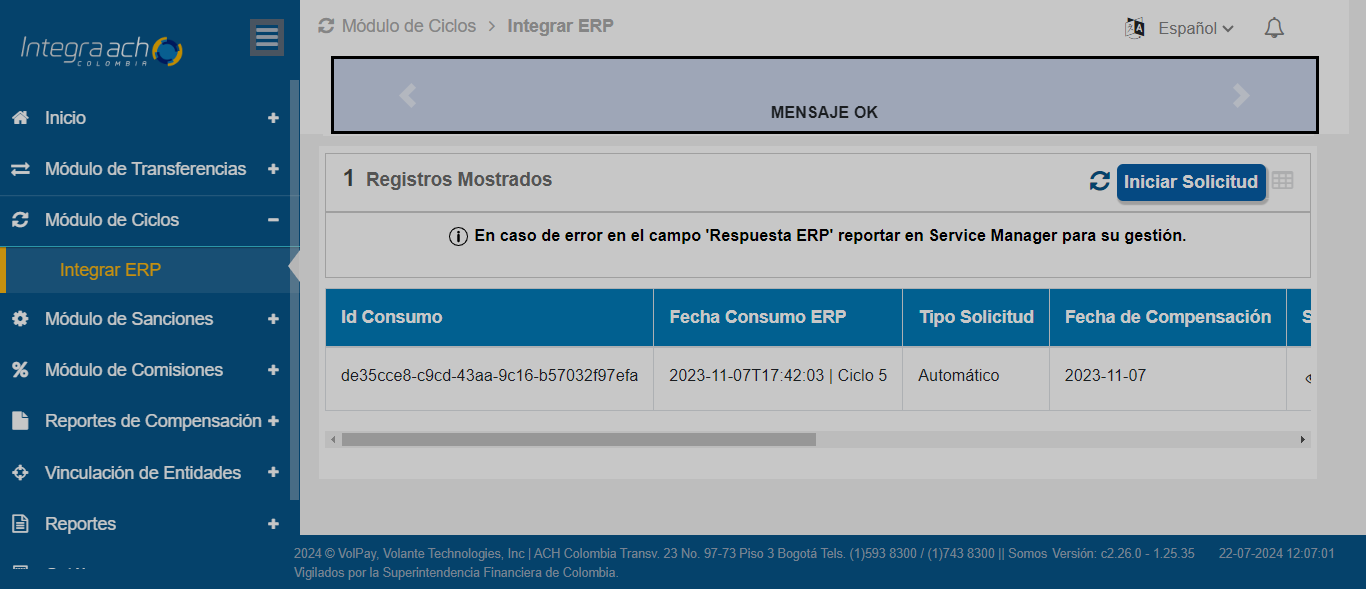 Integra ach
COLOMBIA
Inicio
Módulo de Transferencias
Módulo de Ciclos
Integrar ERP
Módulo de Sanciones
Módulo de Comisiones
Reportes de Compensación
Vinculación de Entidades
Reportes
Módulo de Ciclos > Integrar ERP
Español
MENSAJE OK
1 Registros Mostrados
Iniciar Solicitud
En caso de error en el campo 'Respuesta ERP' reportar en Service Manager para su gestión.
Id Consumo Fecha Consumo ERP Tipo Solicitud Fecha de Compensación S
de35cce8-c9cd-43aa-9c16-b57032f97efa 2023-11-07T17:42:03 | Ciclo 5 Automático 2023-11-07
2024 © VolPay, Volante Technologies, Inc | ACH Colombia Transv. 23 No. 97-73 Piso 3 Bogotá Tels. (1)593 8300 / (1)743 8300 || Somos Versión: c2.26.0 - 1.25.35 22-07-2024 12:07:01
Vigilados por la Superintendencia Financiera de Colombia.